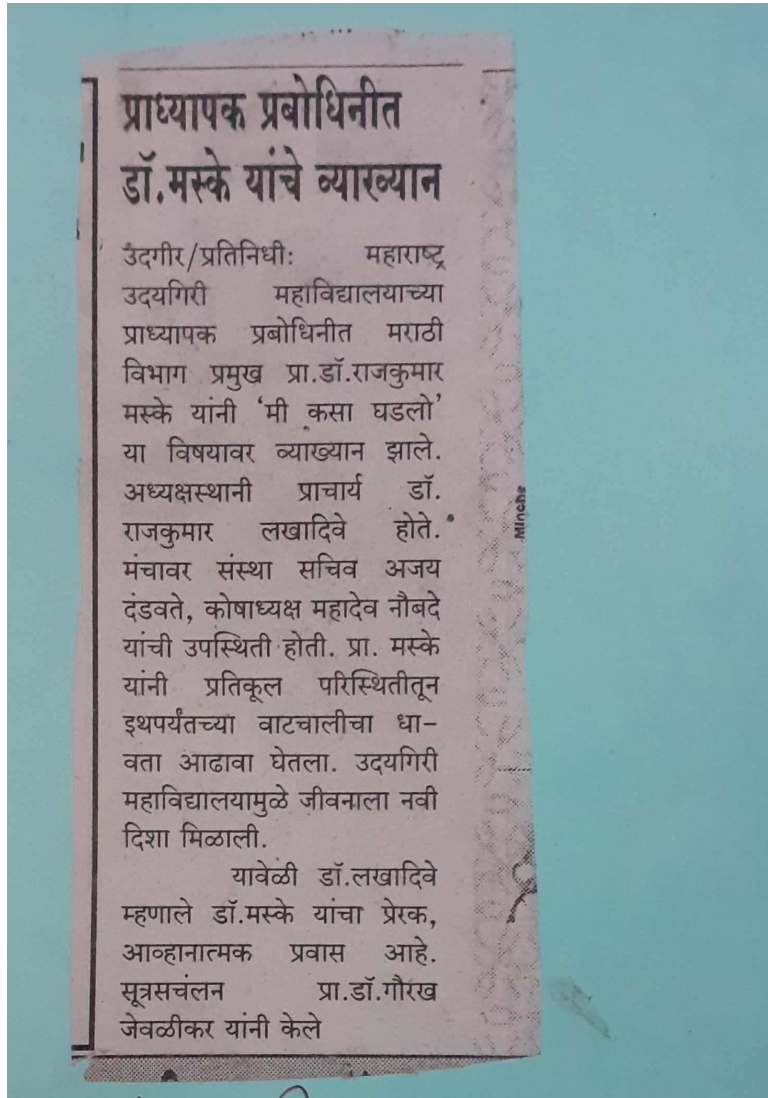 प्राध्यापक प्रबोधिनीत
डॉ.मस्के यांचे व्याख्यान
उदगीर/प्रतिनिधी: महाराष्ट्र
उदयगिरी महाविद्यालयाच्या
प्राध्यापक प्रबोधिनीत मराठी
विभाग प्रमुख प्रा.डॉ.राजकुमार
मस्के यांनी ‘मी कसा घडलो’
या विषयावर व्याख्यान झाले.
अध्यक्षस्थानी प्राचार्य डॉ.
राजकुमार लखादिवे होते.
मंचावर संस्था सचिव अजय
दंडवते, कोषाध्यक्ष महादेव नौबदे
यांची उपस्थिती होती. प्रा. मस्के
यांनी प्रतिकूल परिस्थितीतून
इथपर्यंतच्या वाटचालीचा धा-
वता आढावा घेतला. उदयगिरी
महाविद्यालयामुळे जीवनाला नवी
दिशा मिळाली.
यावेळी डॉ.लखादिवे
म्हणाले डॉ.मस्के यांचा प्रेरक,
आव्हानात्मक प्रवास आहे.
सूत्रसचंलन प्रा.डॉ.गौरख
जेवळीकर यांनी केले
Minche